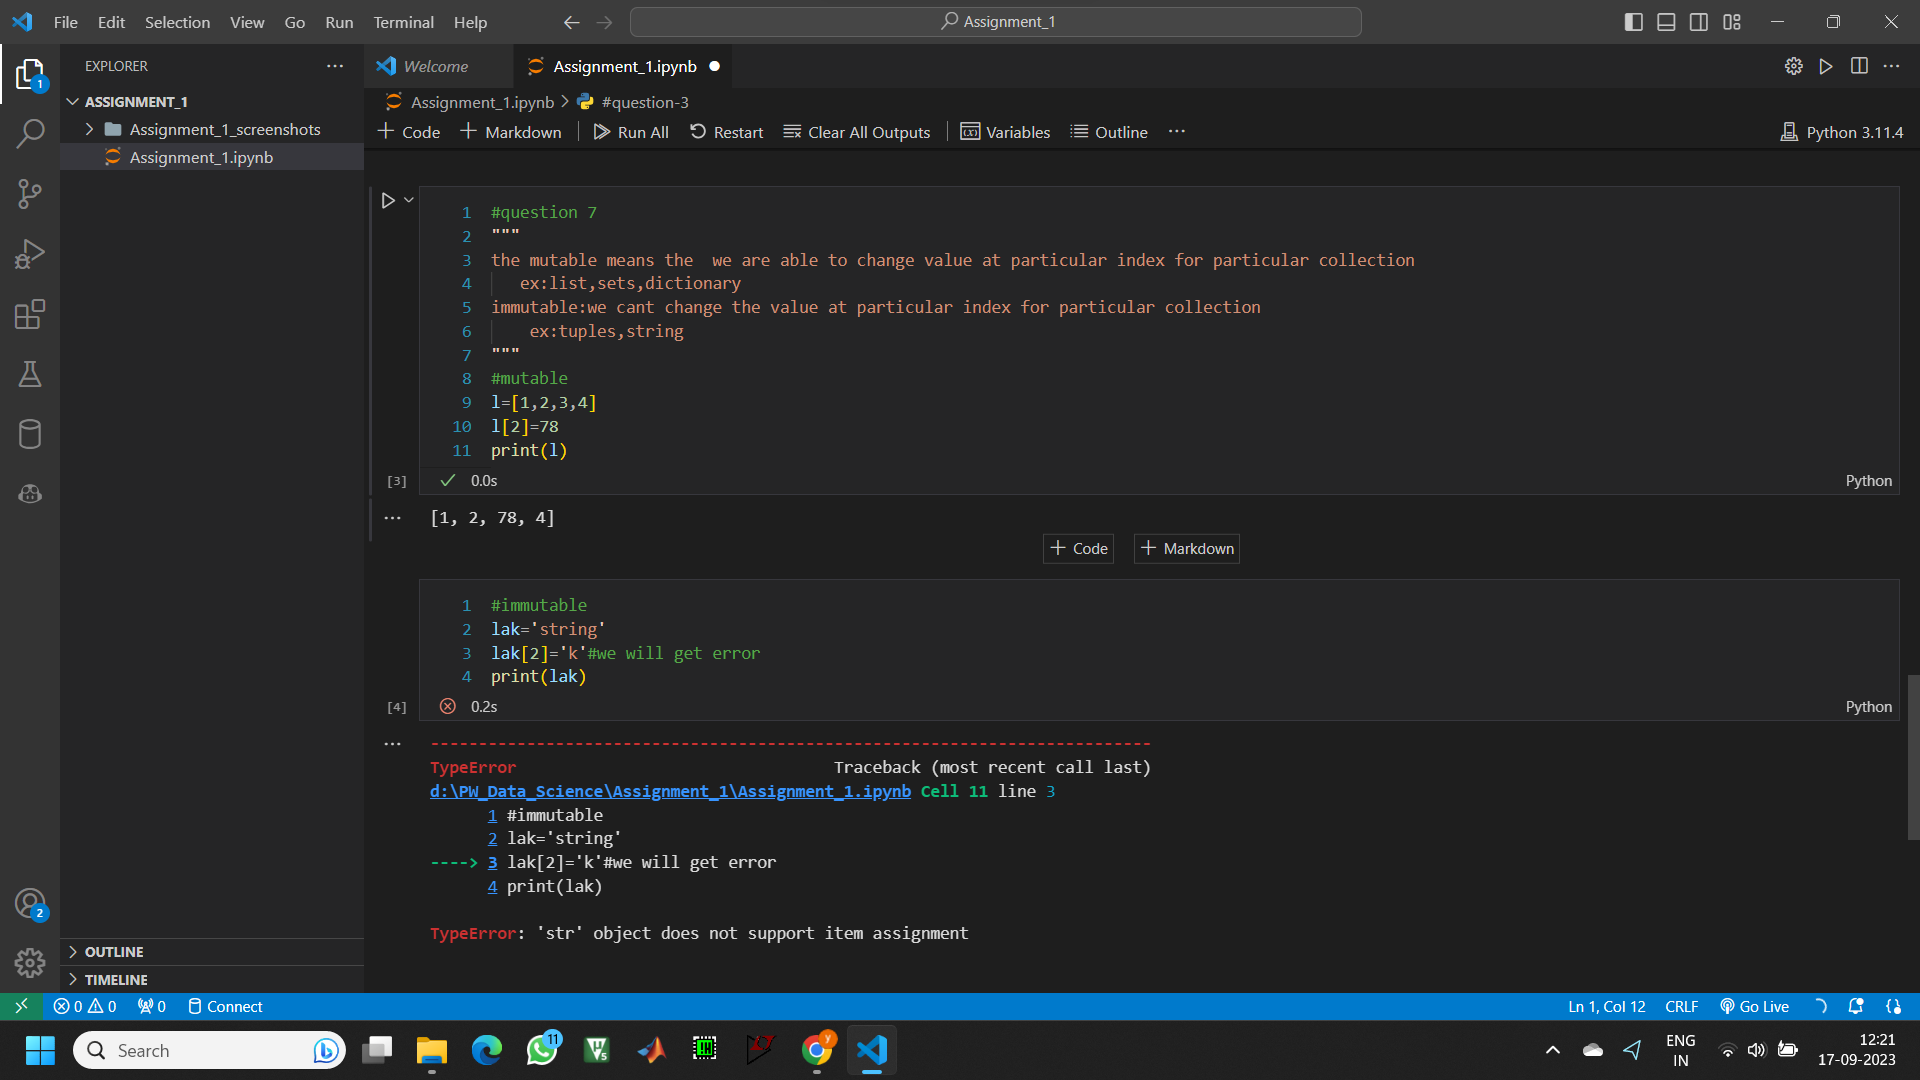 File Edit Selection View Go Run Terminal Help
Assignment_1
EXPLORER
Welcome
Assignment_1.ipynb
ASSIGNMENT_1
Assignment_1_screenshots
Assignment_1.ipynb
Assignment_1.ipynb > #question-3
+ Code + Markdown Run All Restart Clear All Outputs Variables Outline ...
Python 3.11.4
1 #question 7
2 """
3 the mutable means the  we are able to change value at particular index for particular collection
4 ex:list,sets,dictionary
5 immutable:we cant change the value at particular index for particular collection
6 ex:tuples,string
7 """
8 #mutable
9 l=[1,2,3,4]
10 l[2]=78
11 print(l)
[3] 0.0s Python
[1, 2, 78, 4]
+ Code + Markdown
1 #immutable
2 lak='string'
3 lak[2]='k'#we will get error
4 print(lak)
[4] 0.2s Python
---------------------------------------------------------------------------
TypeError Traceback (most recent call last)
d:\PW_Data_Science\Assignment_1\Assignment_1.ipynb Cell 11 line 3
1 #immutable
2 lak='string'
----> 3 lak[2]='k'#we will get error
4 print(lak)
TypeError: 'str' object does not support item assignment
1
2
OUTLINE
TIMELINE
0 0 0 Connect
Ln 1, Col 12 CRLF Go Live
Search
11
ENG
IN
12:21
17-09-2023